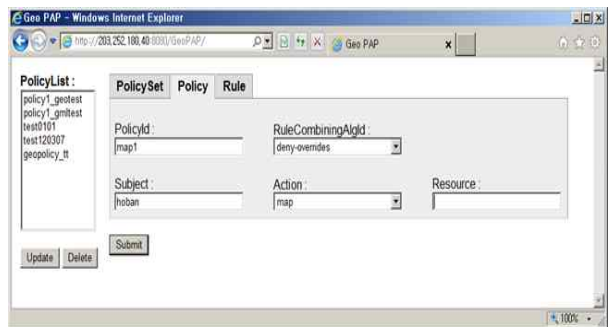 Geo PAP - Windows Internet Explorer
http://203,252,180,40:8080/GeoPAP/
Geo PAP
PolicyList :
policy1_geotest
policy1_gmltest
test0101
test120307
geopolicy_tt
Update Delete
PolicySet Policy Rule
PolicyId : RuleCombiningAlgId :
map1 deny-overrides
Subject : Action : Resource :
hoban map
Submit
100%